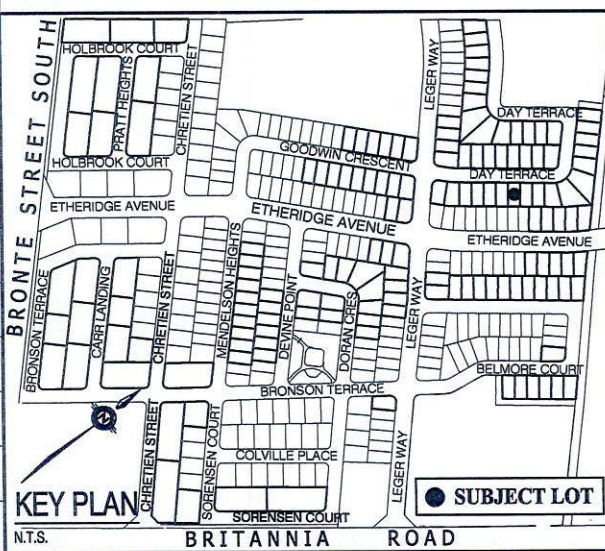 HOLBROOK COURT
PRATT HEIGHTS
CHRETIEN STREET
LEGER WAY
DAY TERRACE
GOODWIN CRESCENT
HOLBROOK COURT
DAY TERRACE
BRONTE STREET SOUTH
ETHERIDGE AVENUE
ETHERIDGE AVENUE
ETHERIDGE AVENUE
BRONSON TERRACE
CARR LANDING
CHRETIEN STREET
MENDELSON HEIGHTS
DEVINE POINT
DORAN CRES
LEGER WAY
BELMORE COURT
BRONSON TERRACE
N
CHRETIEN STREET
SORENSEN COURT
COLVILLE PLACE
LEGER WAY
KEY PLAN
SUBJECT LOT
SORENSEN COURT
N.T.S.
BRITANNIA ROAD